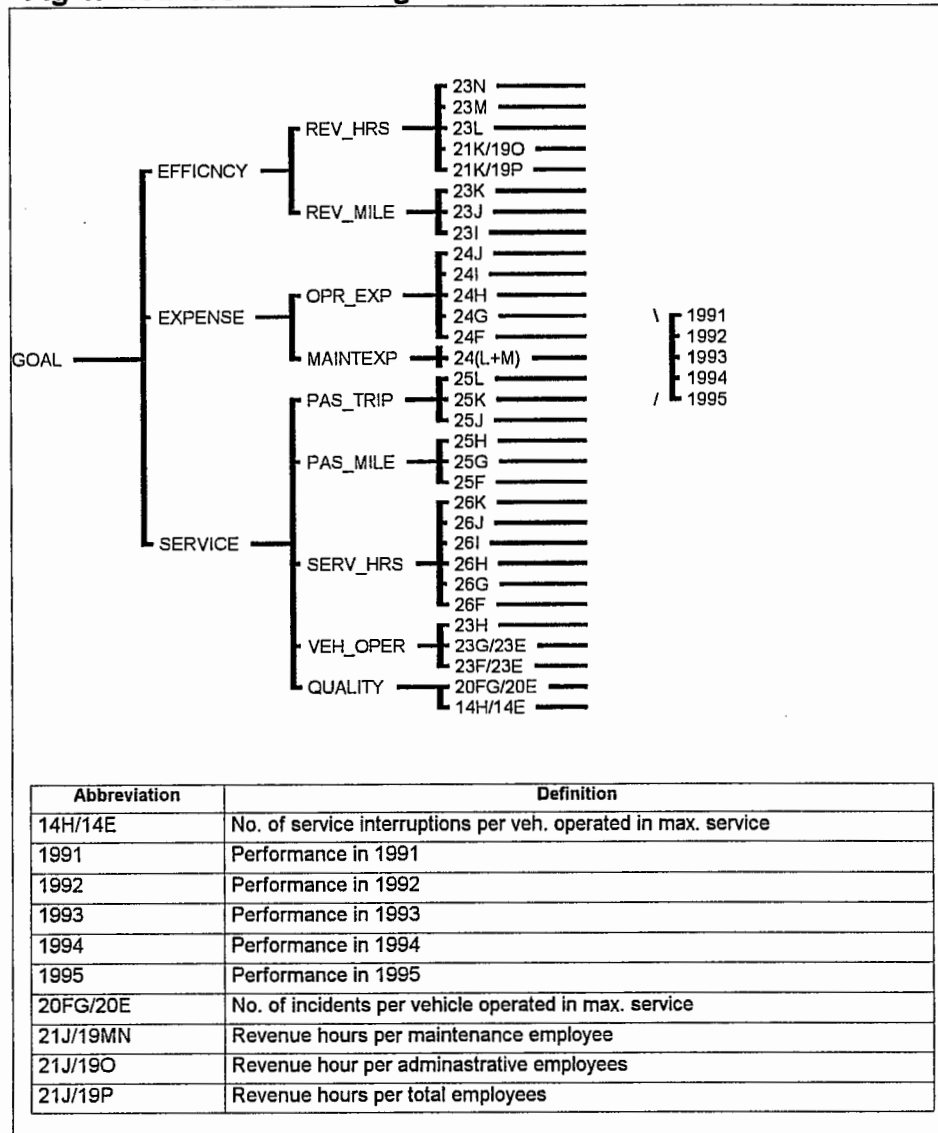 23N
23M
REV_HRS
23L
21K/19O
21K/19P
EFFICNCY
23K
REV_MILE
23J
23I
24J
24I
OPR_EXP
24H
EXPENSE
24G
\ 1991
24F
1992
GOAL
MAINTEXP
24(L+M)
1993
25L
1994
PAS_TRIP
25K
/ 1995
25J
25H
PAS_MILE
25G
25F
26K
26J
SERVICE
26I
SERV_HRS
26H
26G
26F
23H
VEH_OPER
23G/23E
23F/23E
QUALITY
20FG/20E
14H/14E
Abbreviation Definition
14H/14E No. of service interruptions per veh. operated in max. service
1991 Performance in 1991
1992 Performance in 1992
1993 Performance in 1993
1994 Performance in 1994
1995 Performance in 1995
20FG/20E No. of incidents per vehicle operated in max. service
21J/19MN Revenue hours per maintenance employee
21J/19O Revenue hour per adminastrative employees
21J/19P Revenue hours per total employees